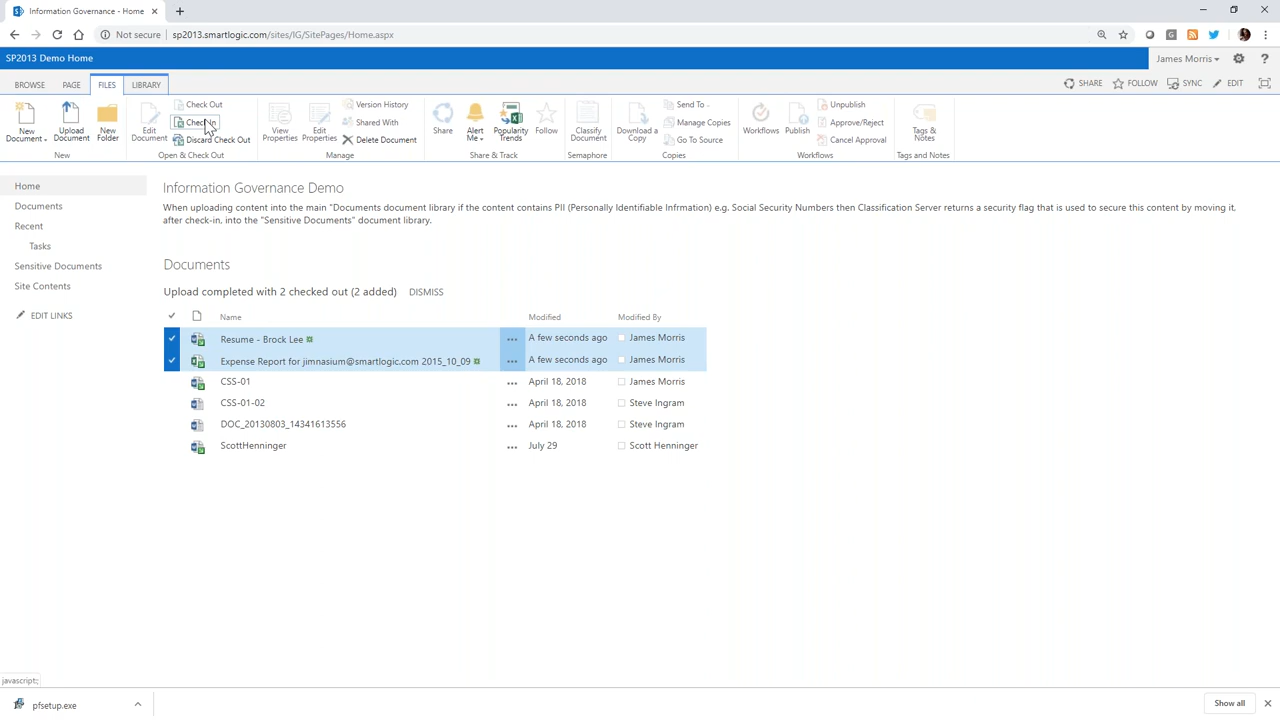 Information Governance - Home
Not secure
sp2013.smartlogic.com/sites/IG/SitePages/Home.aspx
SP2013 Demo Home
James Morris
BROWSE
PAGE
FILES
LIBRARY
SHARE
FOLLOW
SYNC
EDIT
New Document
Upload Document
New Folder
New
Edit Document
Check Out
Check In
Discard Check Out
Open & Check Out
View Properties
Edit Properties
Version History
Shared With
Delete Document
Manage
Share
Alert Me
Popularity Trends
Follow
Share & Track
Classify Document
Semaphore
Download a Copy
Send To
Manage Copies
Go To Source
Copies
Workflows
Publish
Unpublish
Approve/Reject
Cancel Approval
Workflows
Tags & Notes
Tags and Notes
Home
Documents
Recent
Tasks
Sensitive Documents
Site Contents
EDIT LINKS
Information Governance Demo
When uploading content into the main "Documents document library if the content contains PII (Personally Identifiable Infrmation) e.g. Social Security Numbers then Classification Server returns a security flag that is used to secure this content by moving it,
after check-in, into the "Sensitive Documents" document library.
Documents
Upload completed with 2 checked out (2 added) DISMISS
Name Modified Modified By
Resume - Brock Lee ... A few seconds ago James Morris
Expense Report for jimnasium@smartlogic.com 2015_10_09 ... A few seconds ago James Morris
CSS-01 ... April 18, 2018 James Morris
CSS-01-02 ... April 18, 2018 Steve Ingram
DOC_20130803_14341613556 ... April 18, 2018 Steve Ingram
ScottHenninger ... July 29 Scott Henninger
javascript:;
pfsetup.exe
Show all